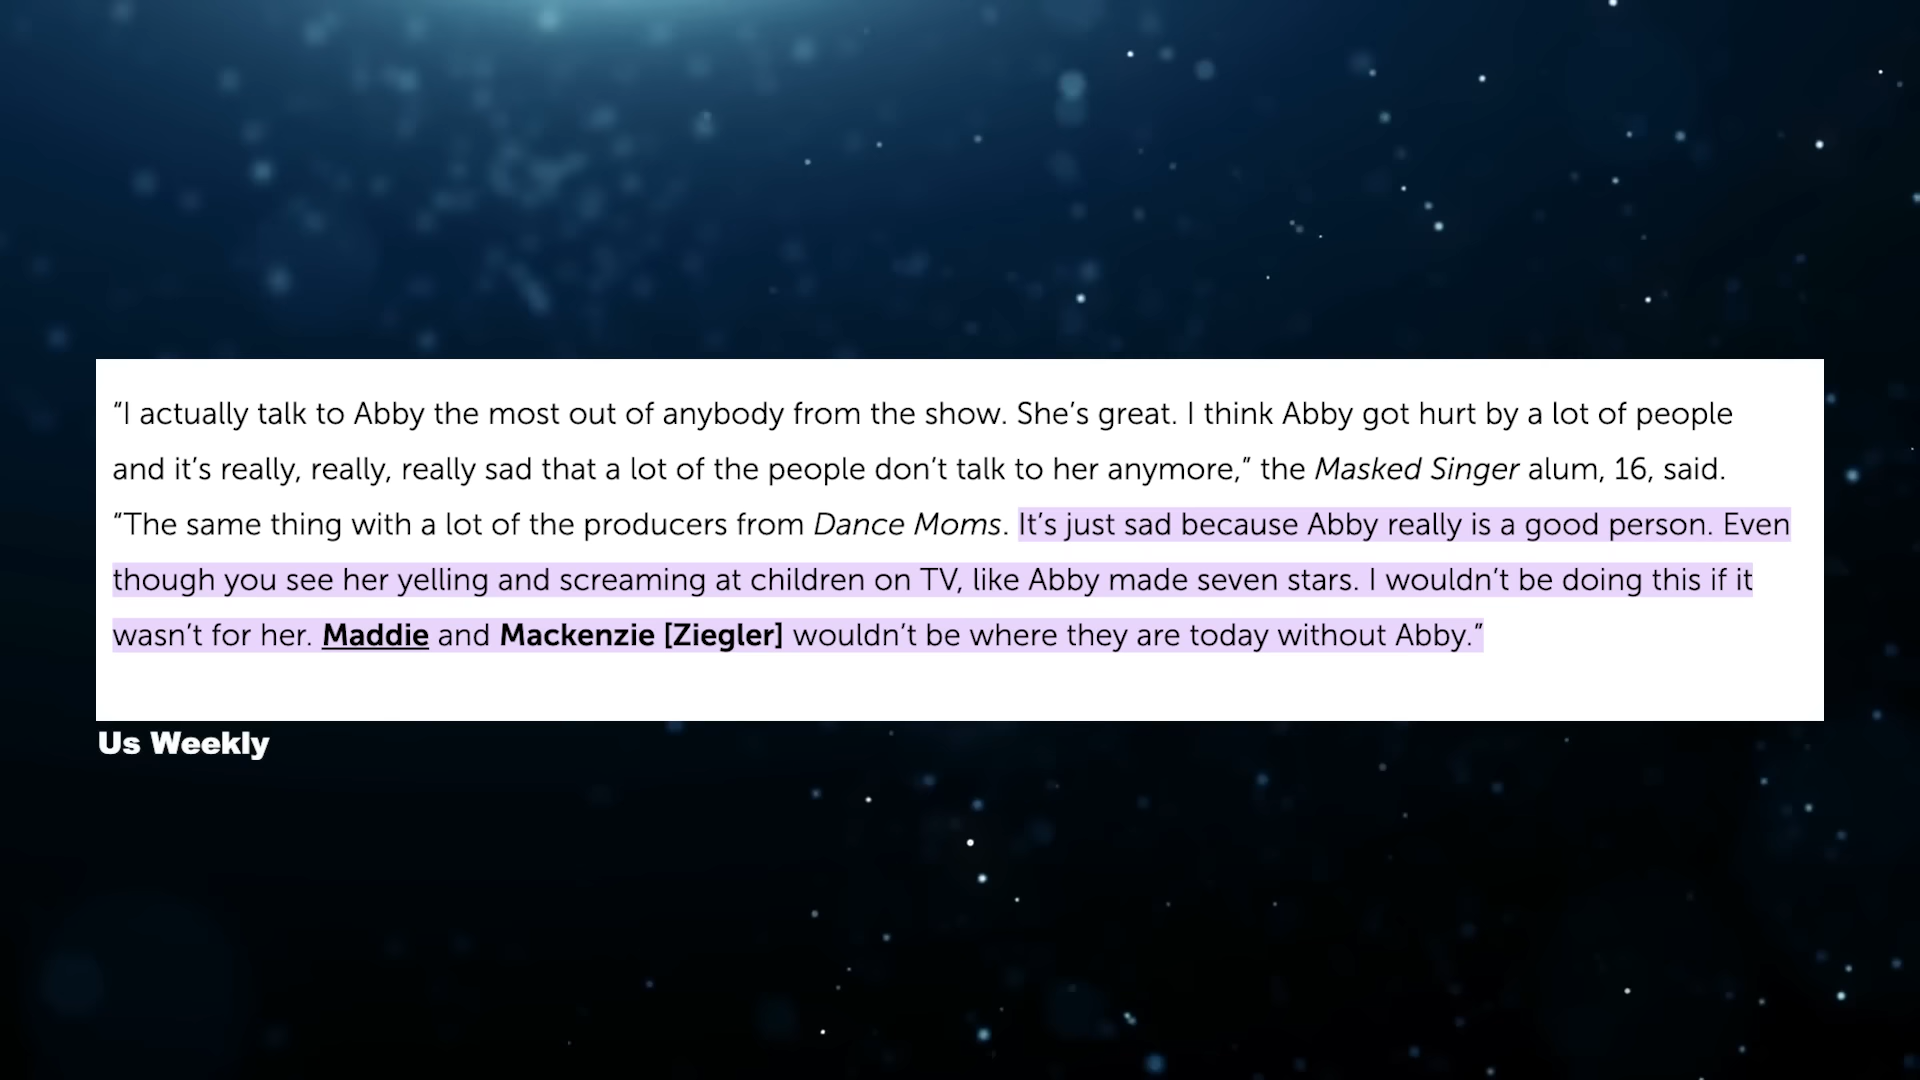 “I actually talk to Abby the most out of anybody from the show. She’s great. I think Abby got hurt by a lot of people
and it’s really, really, really sad that a lot of the people don’t talk to her anymore,” the Masked Singer alum, 16, said.
“The same thing with a lot of the producers from Dance Moms. It’s just sad because Abby really is a good person. Even
though you see her yelling and screaming at children on TV, like Abby made seven stars. I wouldn’t be doing this if it
wasn’t for her. Maddie and Mackenzie [Ziegler] wouldn’t be where they are today without Abby.”
Us Weekly